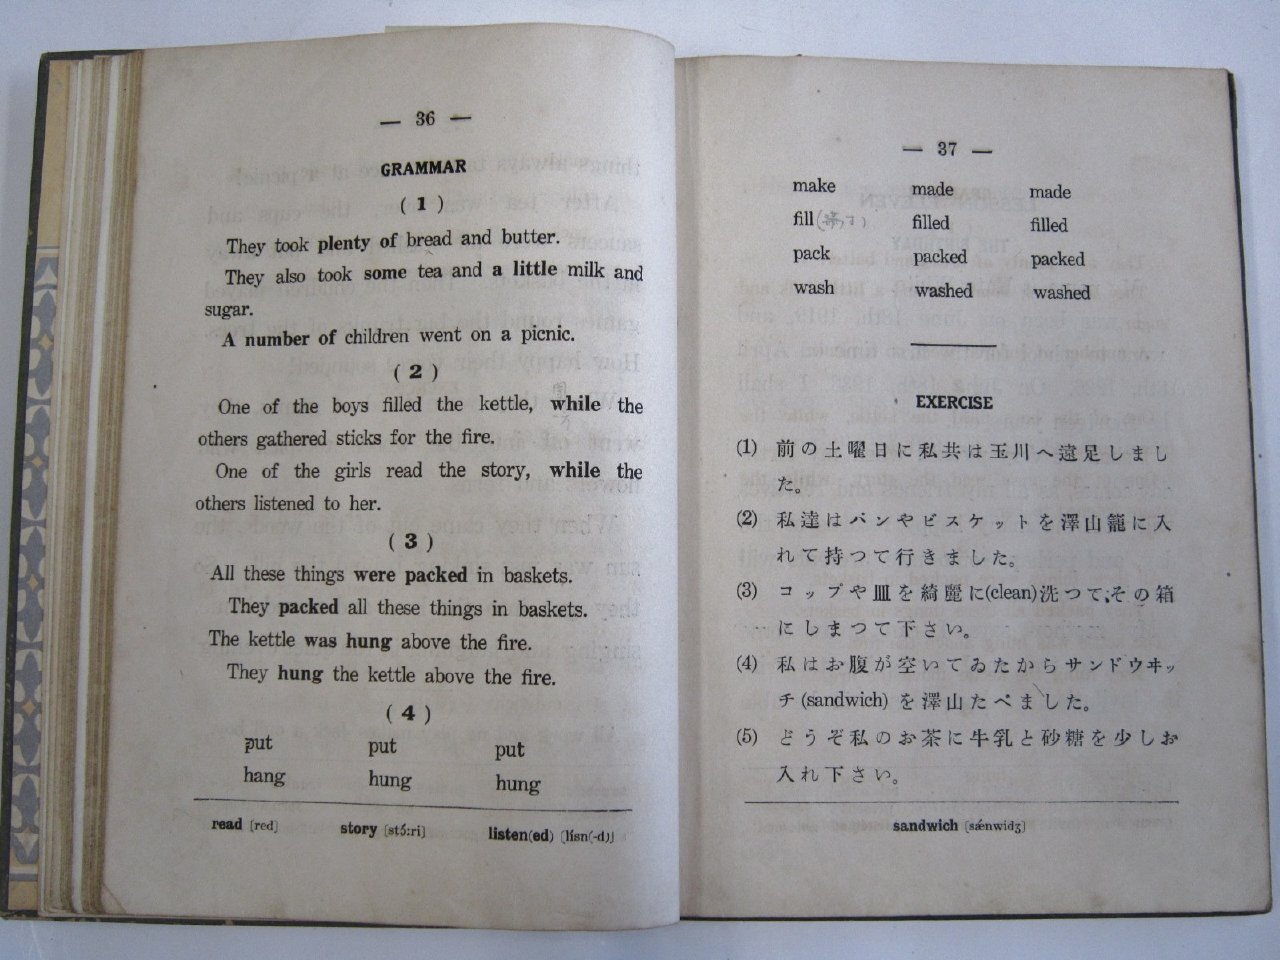 — 36 —
GRAMMAR
( 1 )
They took plenty of bread and butter.
They also took some tea and a little milk and
sugar.
A number of children went on a picnic.
( 2 )
One of the boys filled the kettle, while the
others gathered sticks for the fire.
One of the girls read the story, while the
others listened to her.
( 3 )
All these things were packed in baskets.
They packed all these things in baskets.
The kettle was hung above the fire.
They hung the kettle above the fire.
( 4 )
put put put
hang hung hung
read [red] story [stɔ́:ri] listen(ed) [lísn(-d)]
— 37 —
make made made
fill filled filled
pack packed packed
wash washed washed
EXERCISE
(1) 前の土曜日に私共は玉川へ遠足しまし
た。
(2) 私達はパンやビスケットを澤山籠に入
れて持つて行きました。
(3) コップや皿を綺麗に(clean)洗つて、その箱
にしまつて下さい。
(4) 私はお腹が空いてゐたからサンドウヰッ
チ (sandwich) を澤山たべました。
(5) どうぞ私のお茶に牛乳と砂糖を少しお
入れ下さい。
sandwich [sǽnwidʒ]